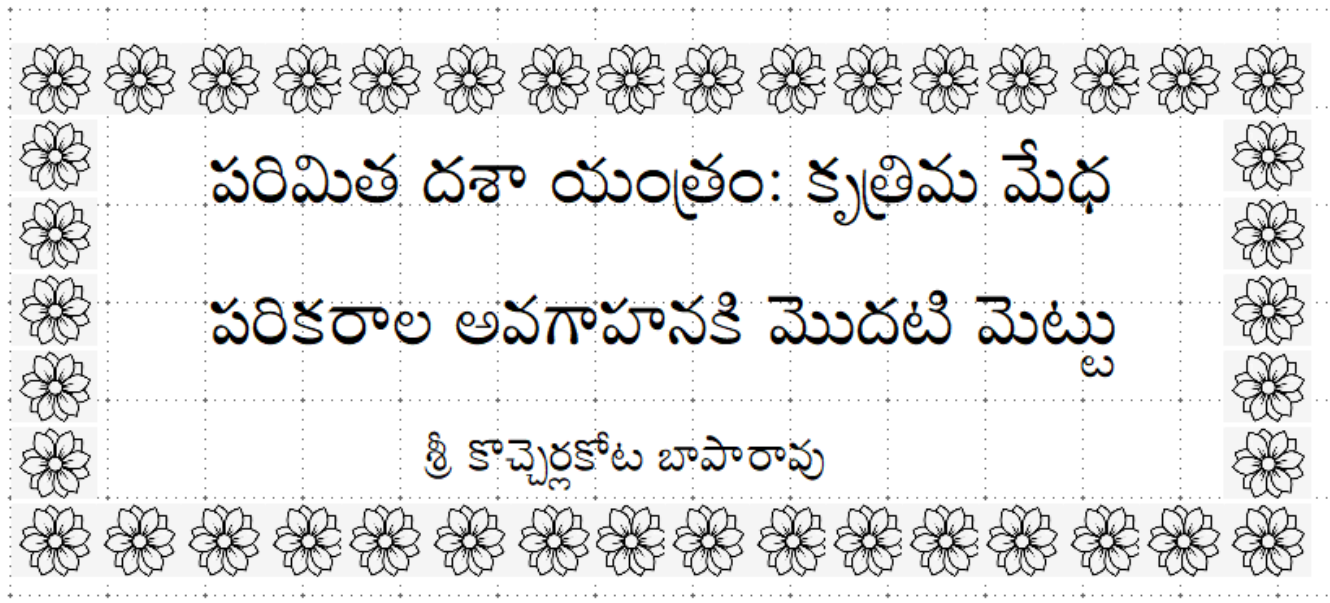 పరిమిత దశా యంత్రం: కృత్రిమ మేధ
పరికరాల అవగాహనకి మొదటి మెట్టు
శ్రీ కొచ్చెర్లకోట బాపారావు